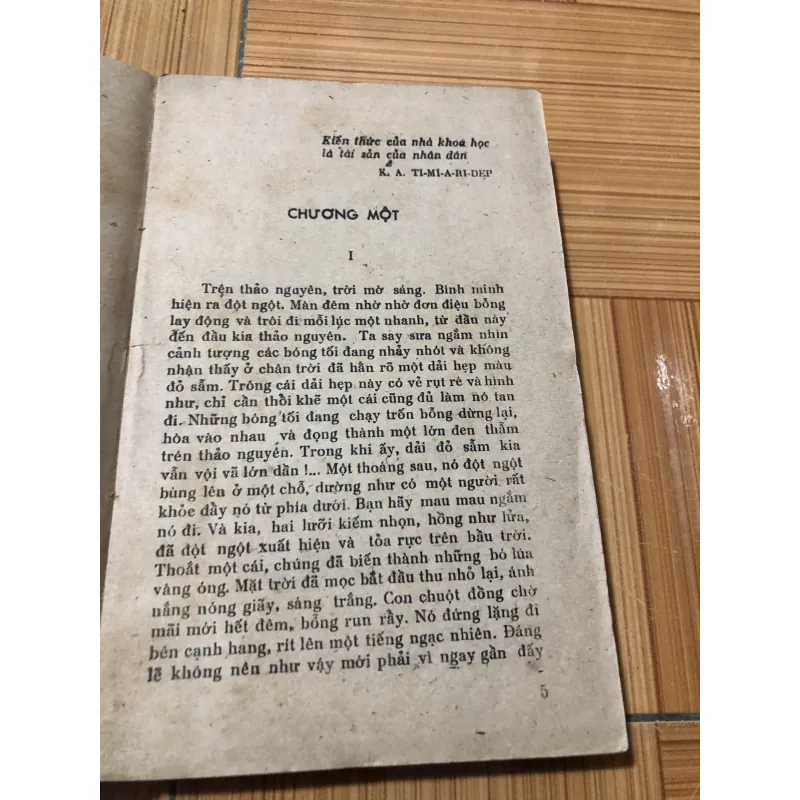 Kiến thức của nhà khoa học
là tài sản của nhân dân
K. A. TI-MI-A-RI-DEP
CHƯƠNG MỘT
I
Trên thảo nguyên, trời mờ sáng. Bình minh
hiện ra đột ngột. Màn đêm nhờ nhờ đơn điệu bỗng
lay động và trôi đi mỗi lúc một nhanh, từ đầu này
đến đầu kia thảo nguyên. Ta say sưa ngắm nhìn
cảnh tượng các bóng tối đang nhảy nhót và không
nhận thấy ở chân trời đã hằn rõ một dải hẹp màu
đỏ sẫm. Trông cái dải hẹp này có vẻ rụt rè và hình
như, chỉ cần thổi khẽ một cái cũng đủ làm nó tan
đi. Những bóng tối đang chạy trốn bỗng dừng lại,
hòa vào nhau và đọng thành một lớn đen thẫm
trên thảo nguyên. Trong khi ấy, dải đỏ sẫm kia
vẫn vội vã lớn dần !... Một thoáng sau, nó đột ngột
bùng lên ở một chỗ, dường như có một người rất
khỏe đẩy nó từ phía dưới. Bạn hãy mau mau ngắm
nó đi. Và kia, hai lưỡi kiếm nhọn, hồng như lửa,
đã đột ngột xuất hiện và tỏa rực trên bầu trời.
Thoắt một cái, chúng đã biến thành những bó lúa
vàng óng. Mặt trời đã mọc bắt đầu thu nhỏ lại, ánh
nắng nóng giãy, sáng trắng. Con chuột đồng chờ
mãi mới hết đêm, bỗng run rẩy. Nó đứng lặng đi
bên cạnh hang, rít lên một tiếng ngạc nhiên. Đáng
lẽ không nên như vậy mới phải vì ngay gần đấy
5